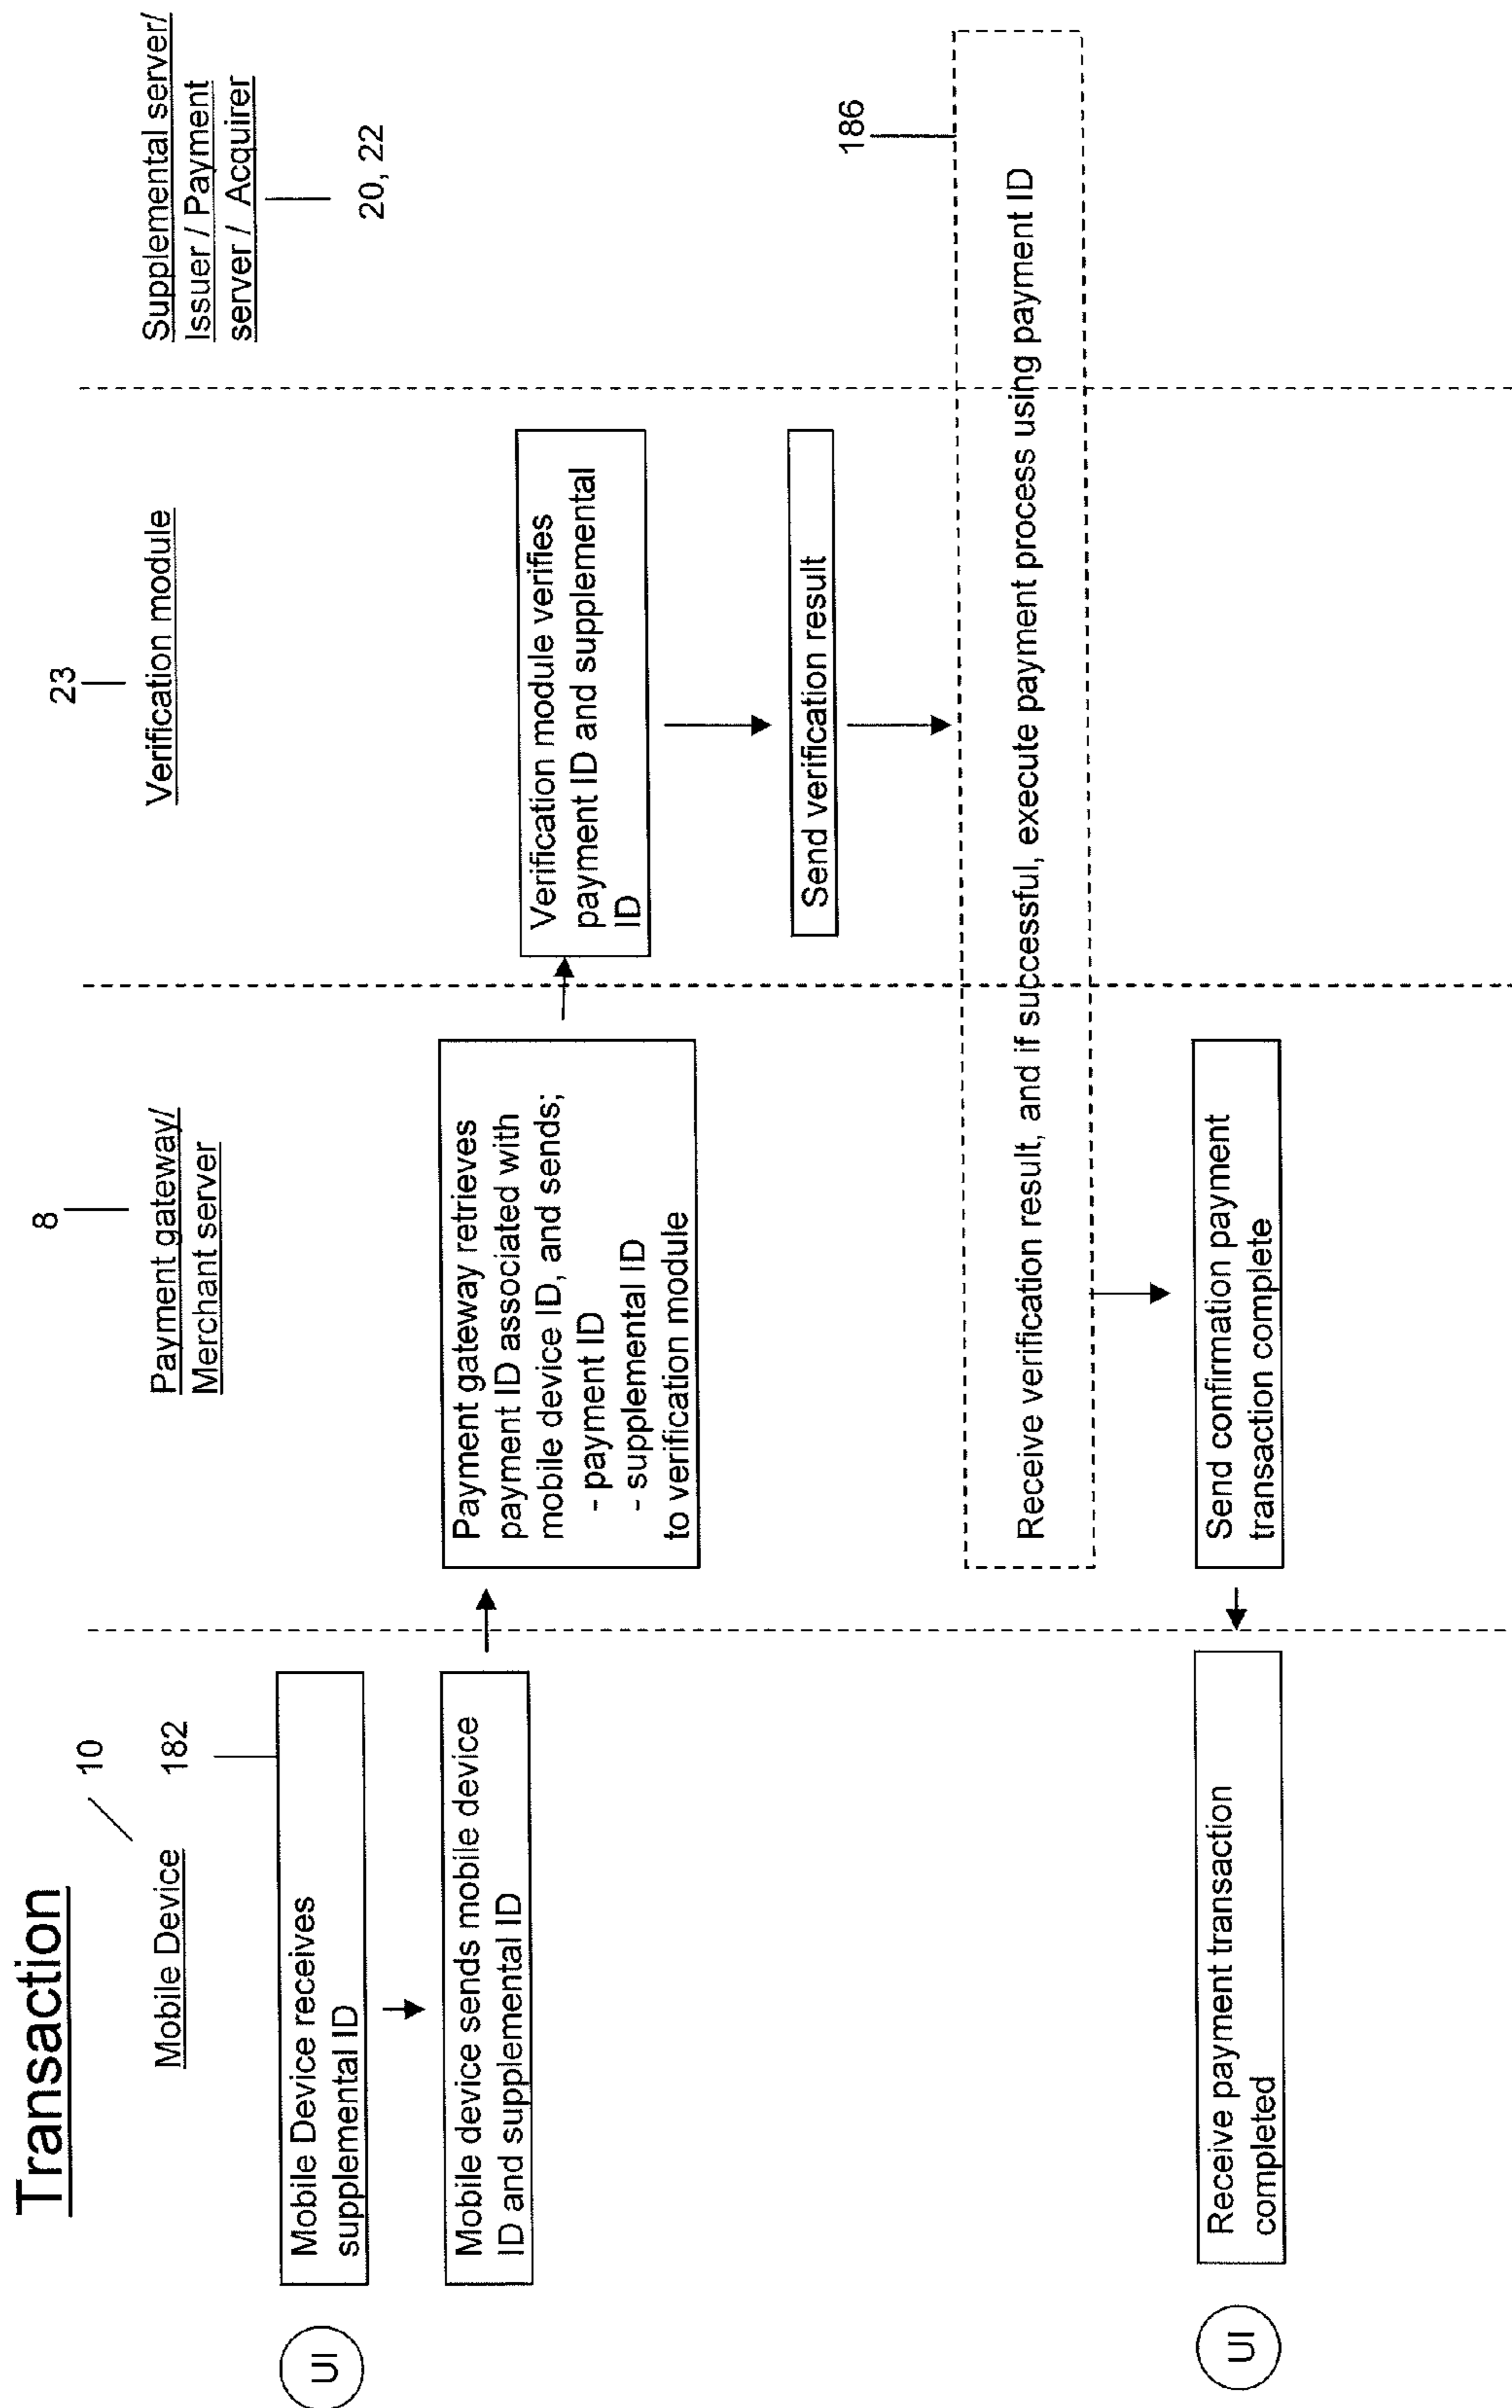 Transaction
10
Mobile Device
182
8
Payment gateway/
Merchant server
23
Verification module
Supplemental server/
Issuer / Payment
server / Acquirer
20, 22
UI
Mobile Device receives
supplemental ID
Mobile device sends mobile device
ID and supplemental ID
Payment gateway retrieves
payment ID associated with
mobile device ID, and sends;
- payment ID
- supplemental ID
to verification module
Verification module verifies
payment ID and supplemental
ID
Send verification result
186
Receive verification result, and if successful, execute payment process using payment ID
Send confirmation payment
transaction complete
UI
Receive payment transaction
completed